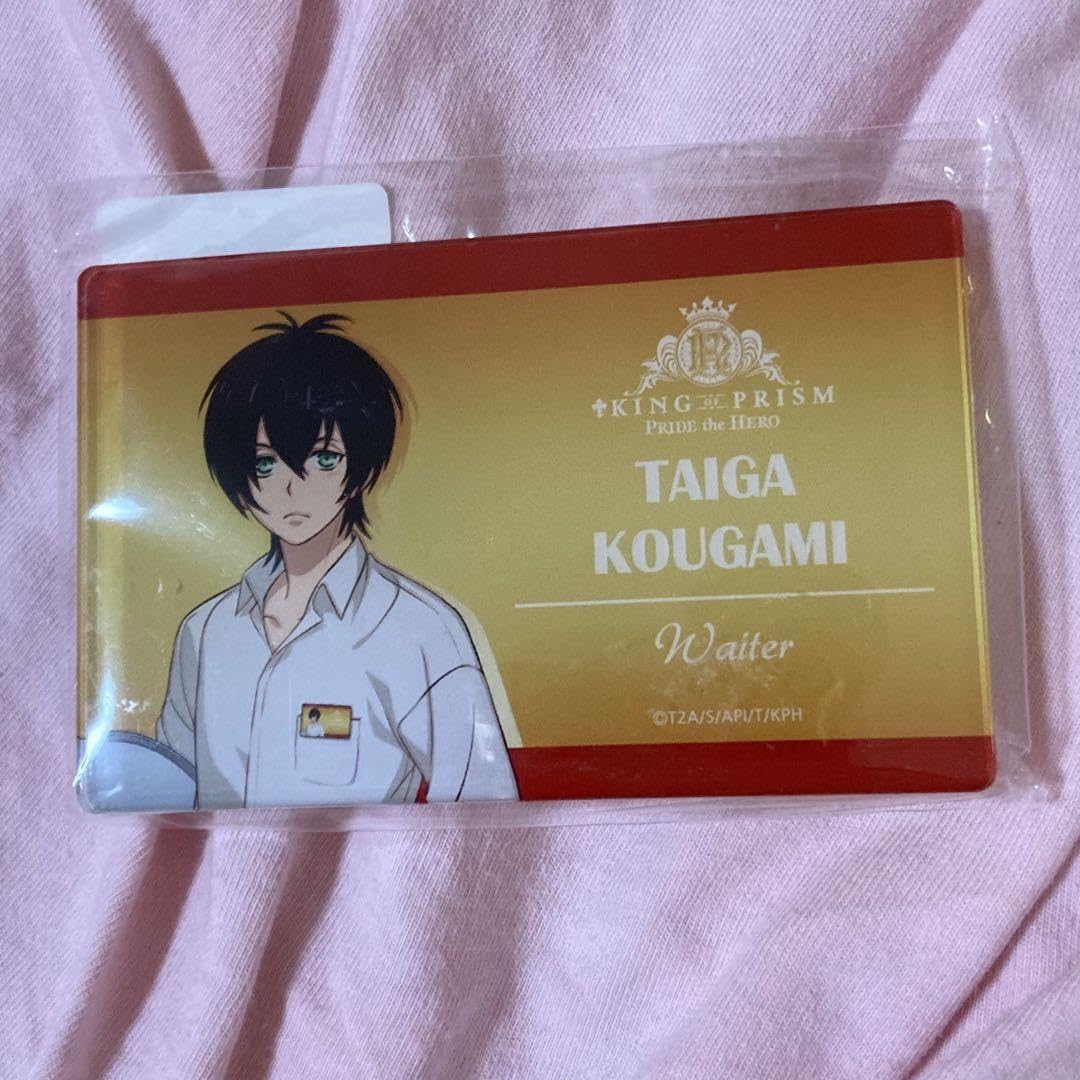 KING OF PRISM
PRIDE the HERO
TAIGA
KOUGAMI
Waiter
©T2A/S/API/T/KPH